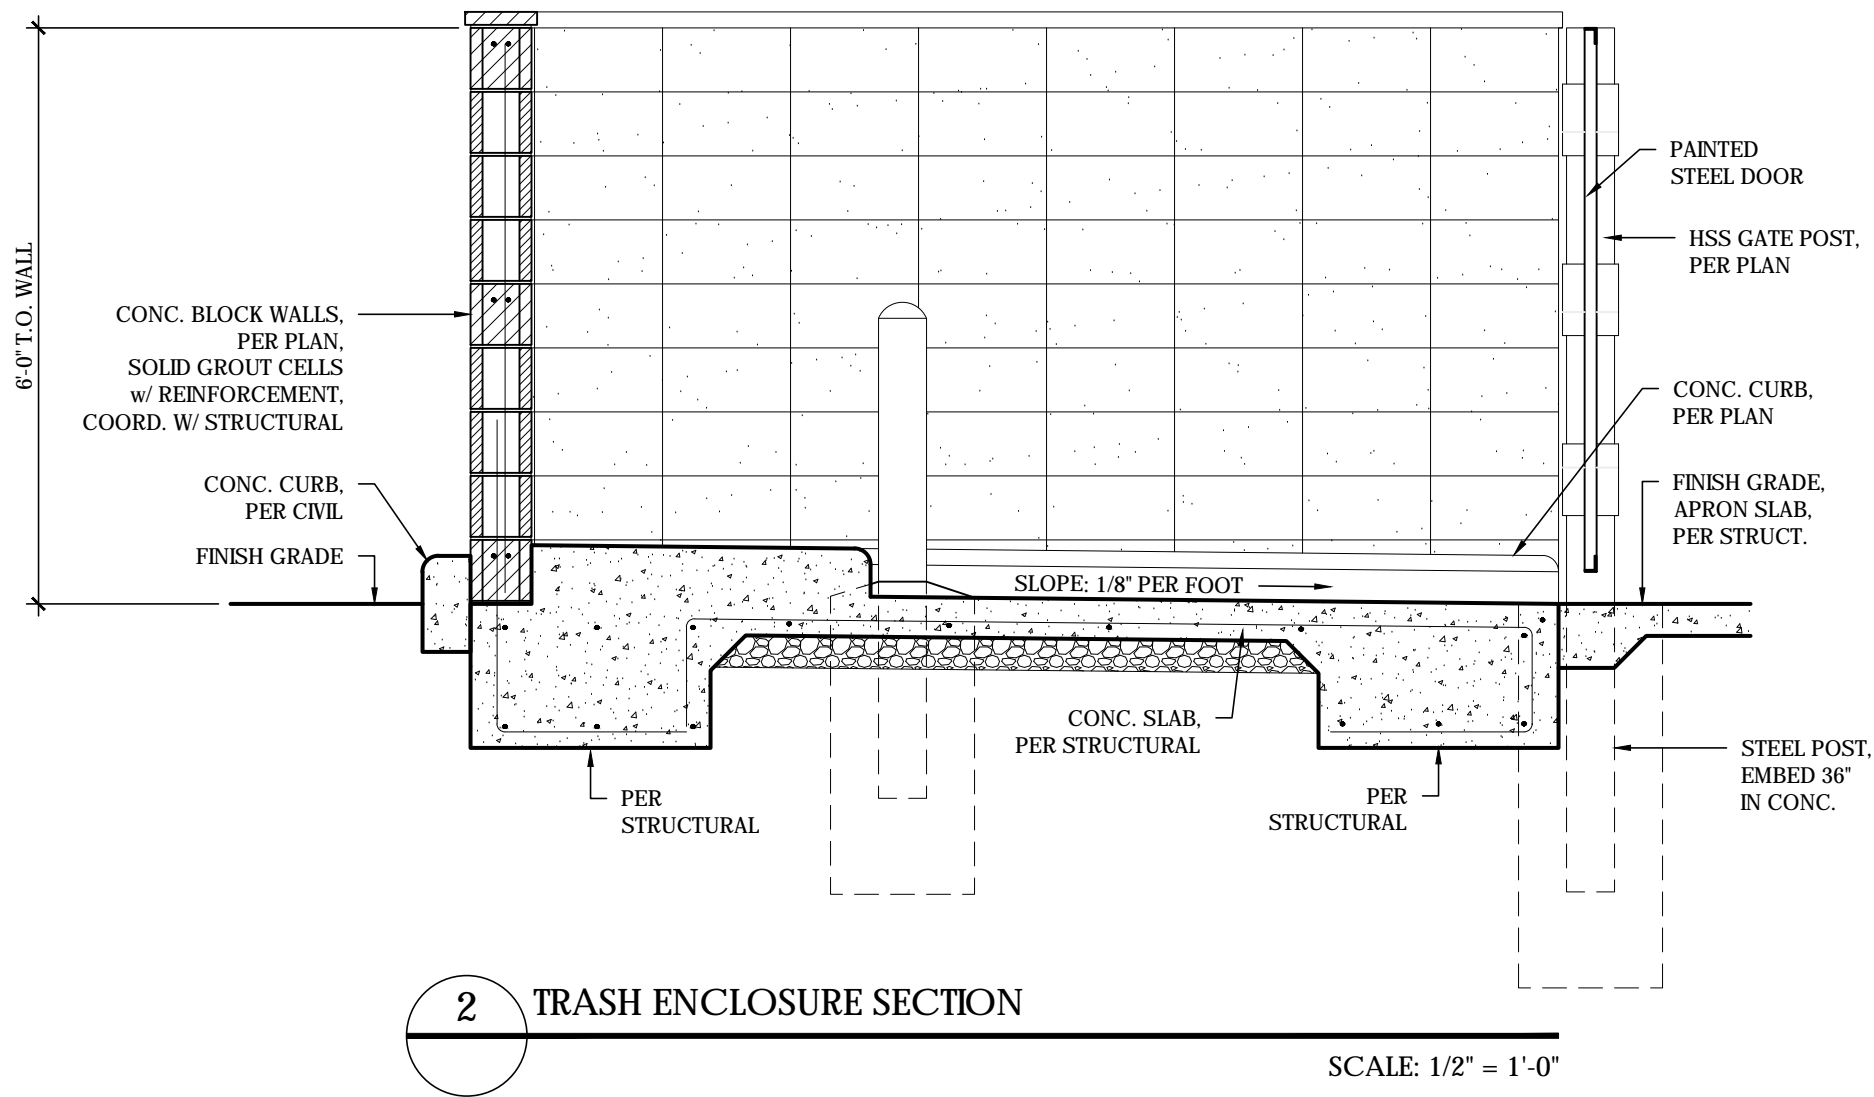 6'-0" T.O. WALL
CONC. BLOCK WALLS,
PER PLAN,
SOLID GROUT CELLS
w/ REINFORCEMENT,
COORD. W/ STRUCTURAL
CONC. CURB,
PER CIVIL
FINISH GRADE
PAINTED
STEEL DOOR
HSS GATE POST,
PER PLAN
CONC. CURB,
PER PLAN
FINISH GRADE,
APRON SLAB,
PER STRUCT.
SLOPE: 1/8" PER FOOT
CONC. SLAB,
PER STRUCTURAL
PER
STRUCTURAL
PER
STRUCTURAL
STEEL POST,
EMBED 36"
IN CONC.
2
TRASH ENCLOSURE SECTION
SCALE: 1/2" = 1'-0"